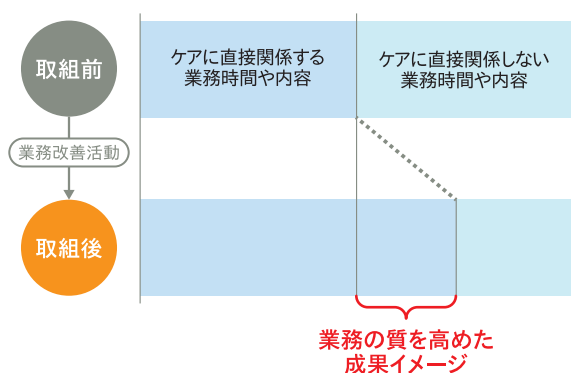 取組前
ケアに直接関係する
業務時間や内容
ケアに直接関係しない
業務時間や内容
業務改善活動
取組後
業務の質を高めた
成果イメージ